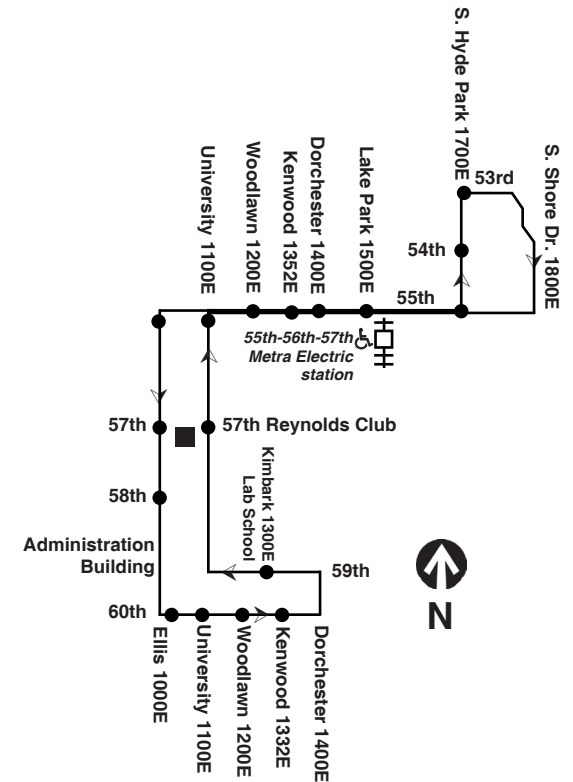 S. Hyde Park 1700E
S. Shore Dr. 1800E
53rd
University 1100E
Woodlawn 1200E
Kenwood 1352E
Dorchester 1400E
Lake Park 1500E
54th
55th
55th-56th-57th
Metra Electric
station
57th
57th Reynolds Club
Kimbark 1300E
Lab School
58th
Administration
Building
59th
60th
N
Ellis 1000E
University 1100E
Woodlawn 1200E
Kenwood 1332E
Dorchester 1400E